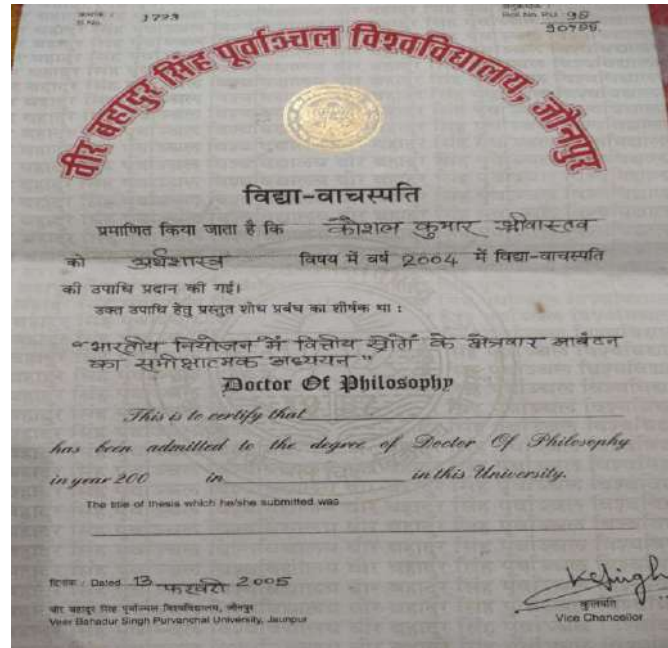 क्रमांक :
S.No. 1773
Roll No. PU 98
वीर बहादुर सिंह पूर्वाञ्चल विश्वविद्यालय, जौनपुर
विद्या-वाचस्पति
प्रमाणित किया जाता है कि कौशल कुमार श्रीवास्तव
को अर्थशास्त्र विषय में वर्ष 2004 में विद्या-वाचस्पति
की उपाधि प्रदान की गई।
उक्त उपाधि हेतु प्रस्तुत शोध प्रबंध का शीर्षक था :
“भारतीय नियोजन में वित्तीय स्रोतों के क्षेत्रवार आबंटन
का समीक्षात्मक अध्ययन”
Doctor Of Philosophy
This is to certify that
has been admitted to the degree of Doctor Of Philosophy
in year 200 in in this University.
The title of thesis which he/she submitted was
दिनांक : Dated 13 फरवरी 2005
वीर बहादुर सिंह पूर्वाञ्चल विश्वविद्यालय, जौनपुर
Veer Bahadur Singh Purvanchal University, Jaunpur
KSingh
कुलपति
Vice Chancellor